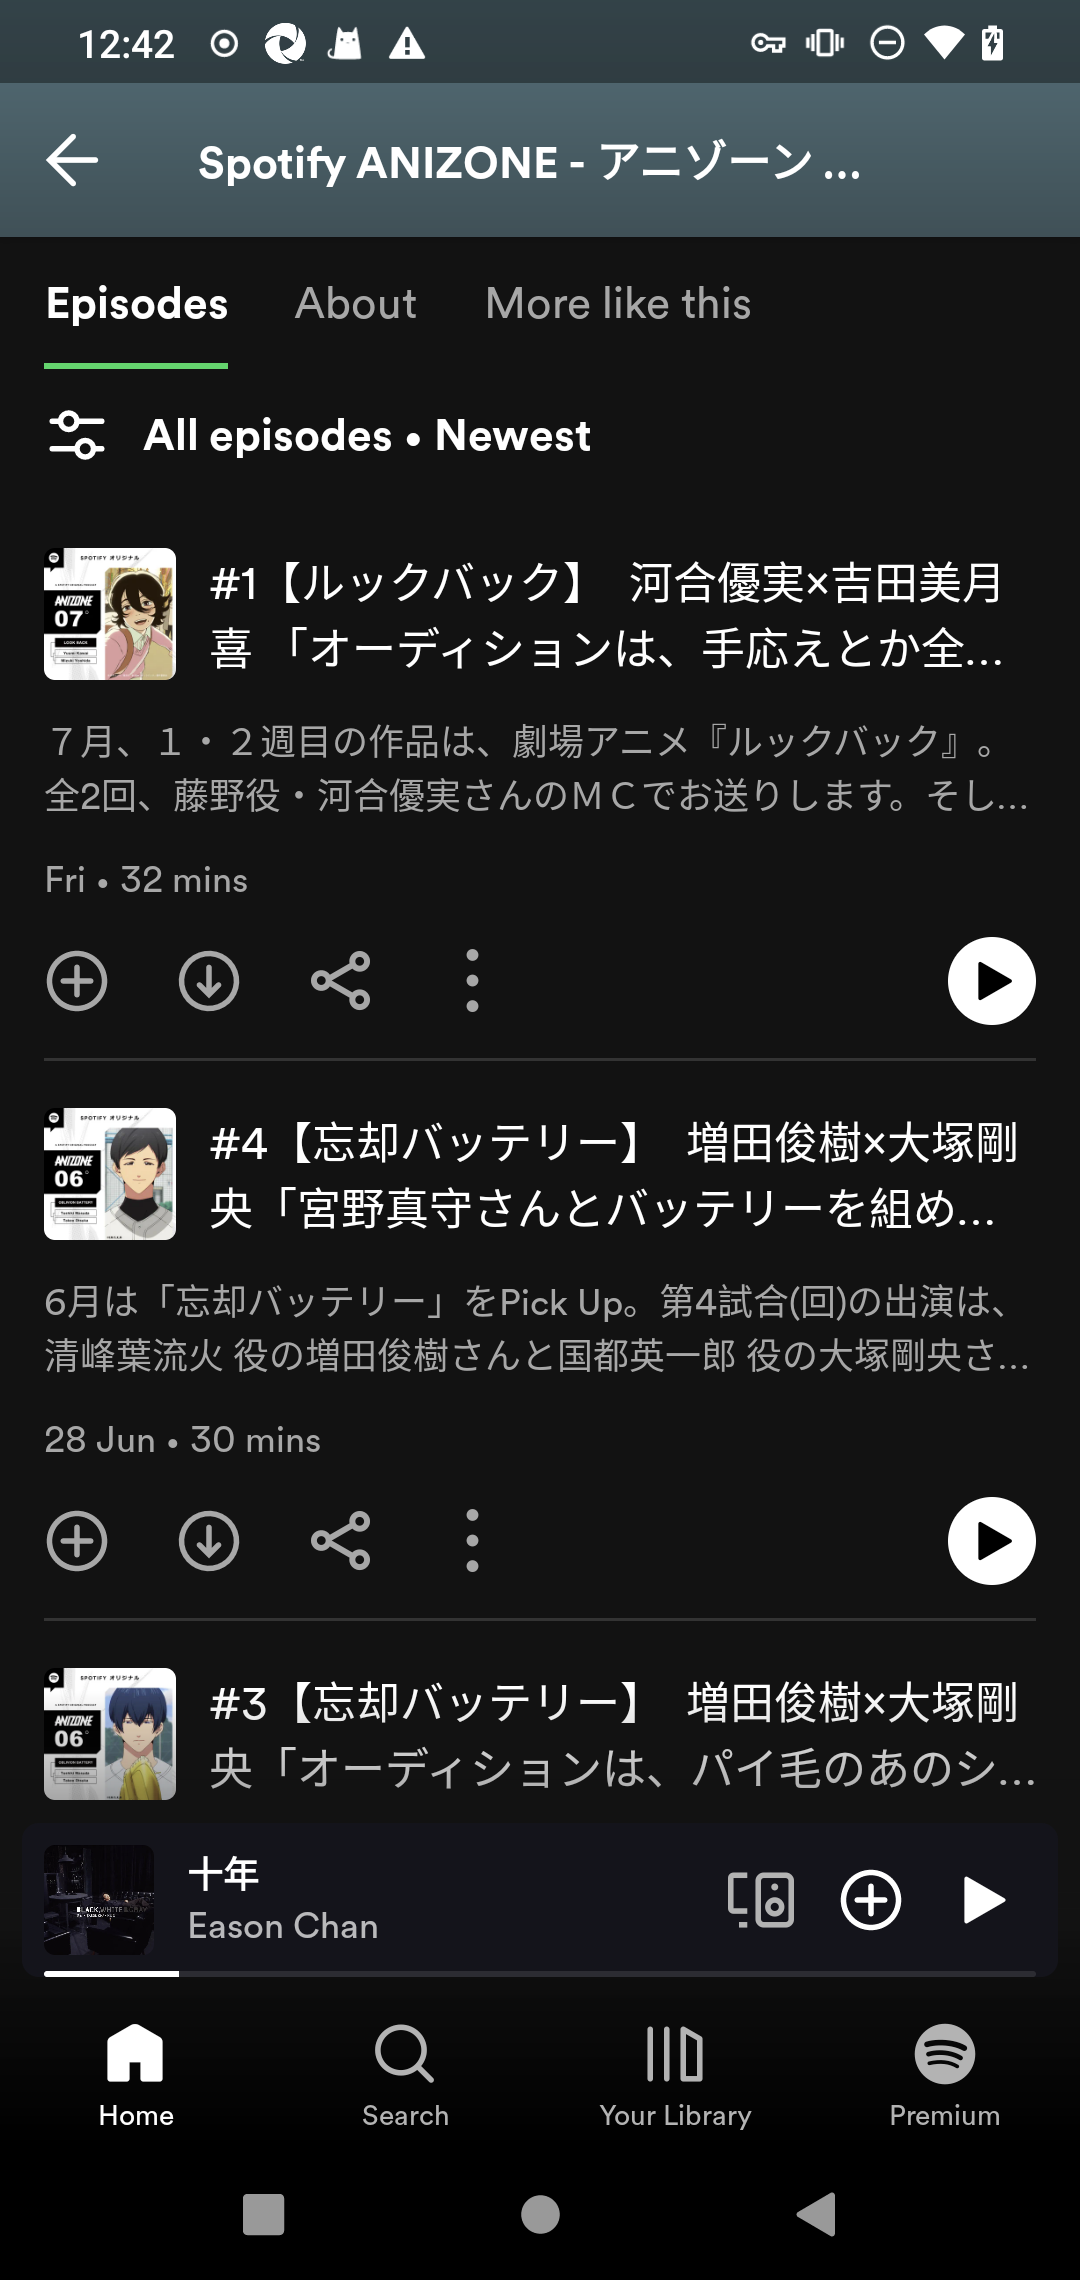 12:42
Spotify ANIZONE - アニゾーン ...
Episodes About More like this
All episodes • Newest
SPOTIFY オリジナル
ANIZONE
07
LOOK BACK
#1【ルックバック】 河合優実×吉田美月
喜 「オーディションは、手応えとか全...
７月、１・２週目の作品は、劇場アニメ『ルックバック』。
全2回、藤野役・河合優実さんのＭＣでお送りします。そし...
Fri • 32 mins
SPOTIFY オリジナル
ANIZONE
06
#4【忘却バッテリー】 増田俊樹×大塚剛
央「宮野真守さんとバッテリーを組め...
6月は「忘却バッテリー」をPick Up。第4試合(回)の出演は、
清峰葉流火 役の増田俊樹さんと国都英一郎 役の大塚剛央さ...
28 Jun • 30 mins
SPOTIFY オリジナル
ANIZONE
06
#3【忘却バッテリー】 増田俊樹×大塚剛
央「オーディションは、パイ毛のあのシ...
十年
Eason Chan
Home Search Your Library Premium